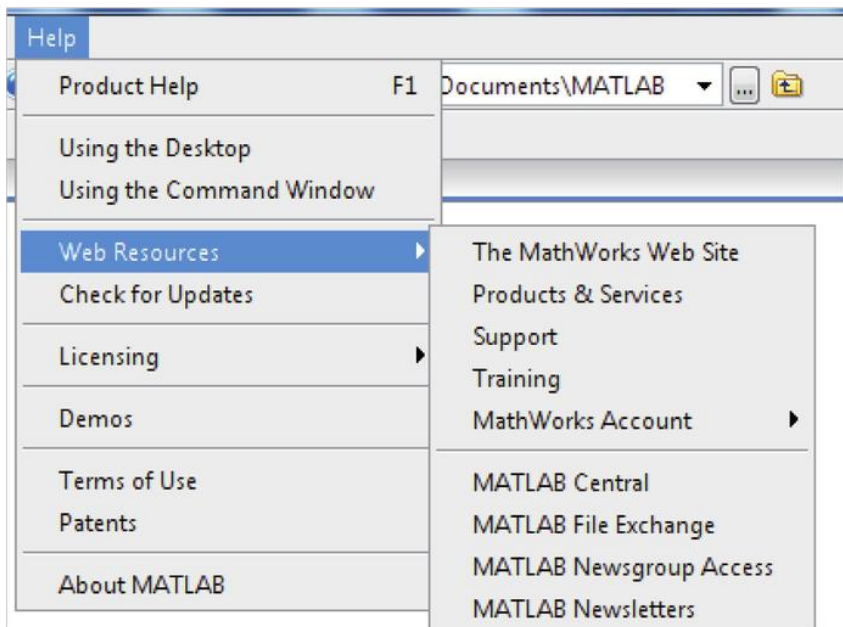 Help
Product Help F1
Documents\MATLAB ...
Using the Desktop
Using the Command Window
Web Resources
Check for Updates
Licensing
Demos
Terms of Use
Patents
About MATLAB
The MathWorks Web Site
Products & Services
Support
Training
MathWorks Account
MATLAB Central
MATLAB File Exchange
MATLAB Newsgroup Access
MATLAB Newsletters